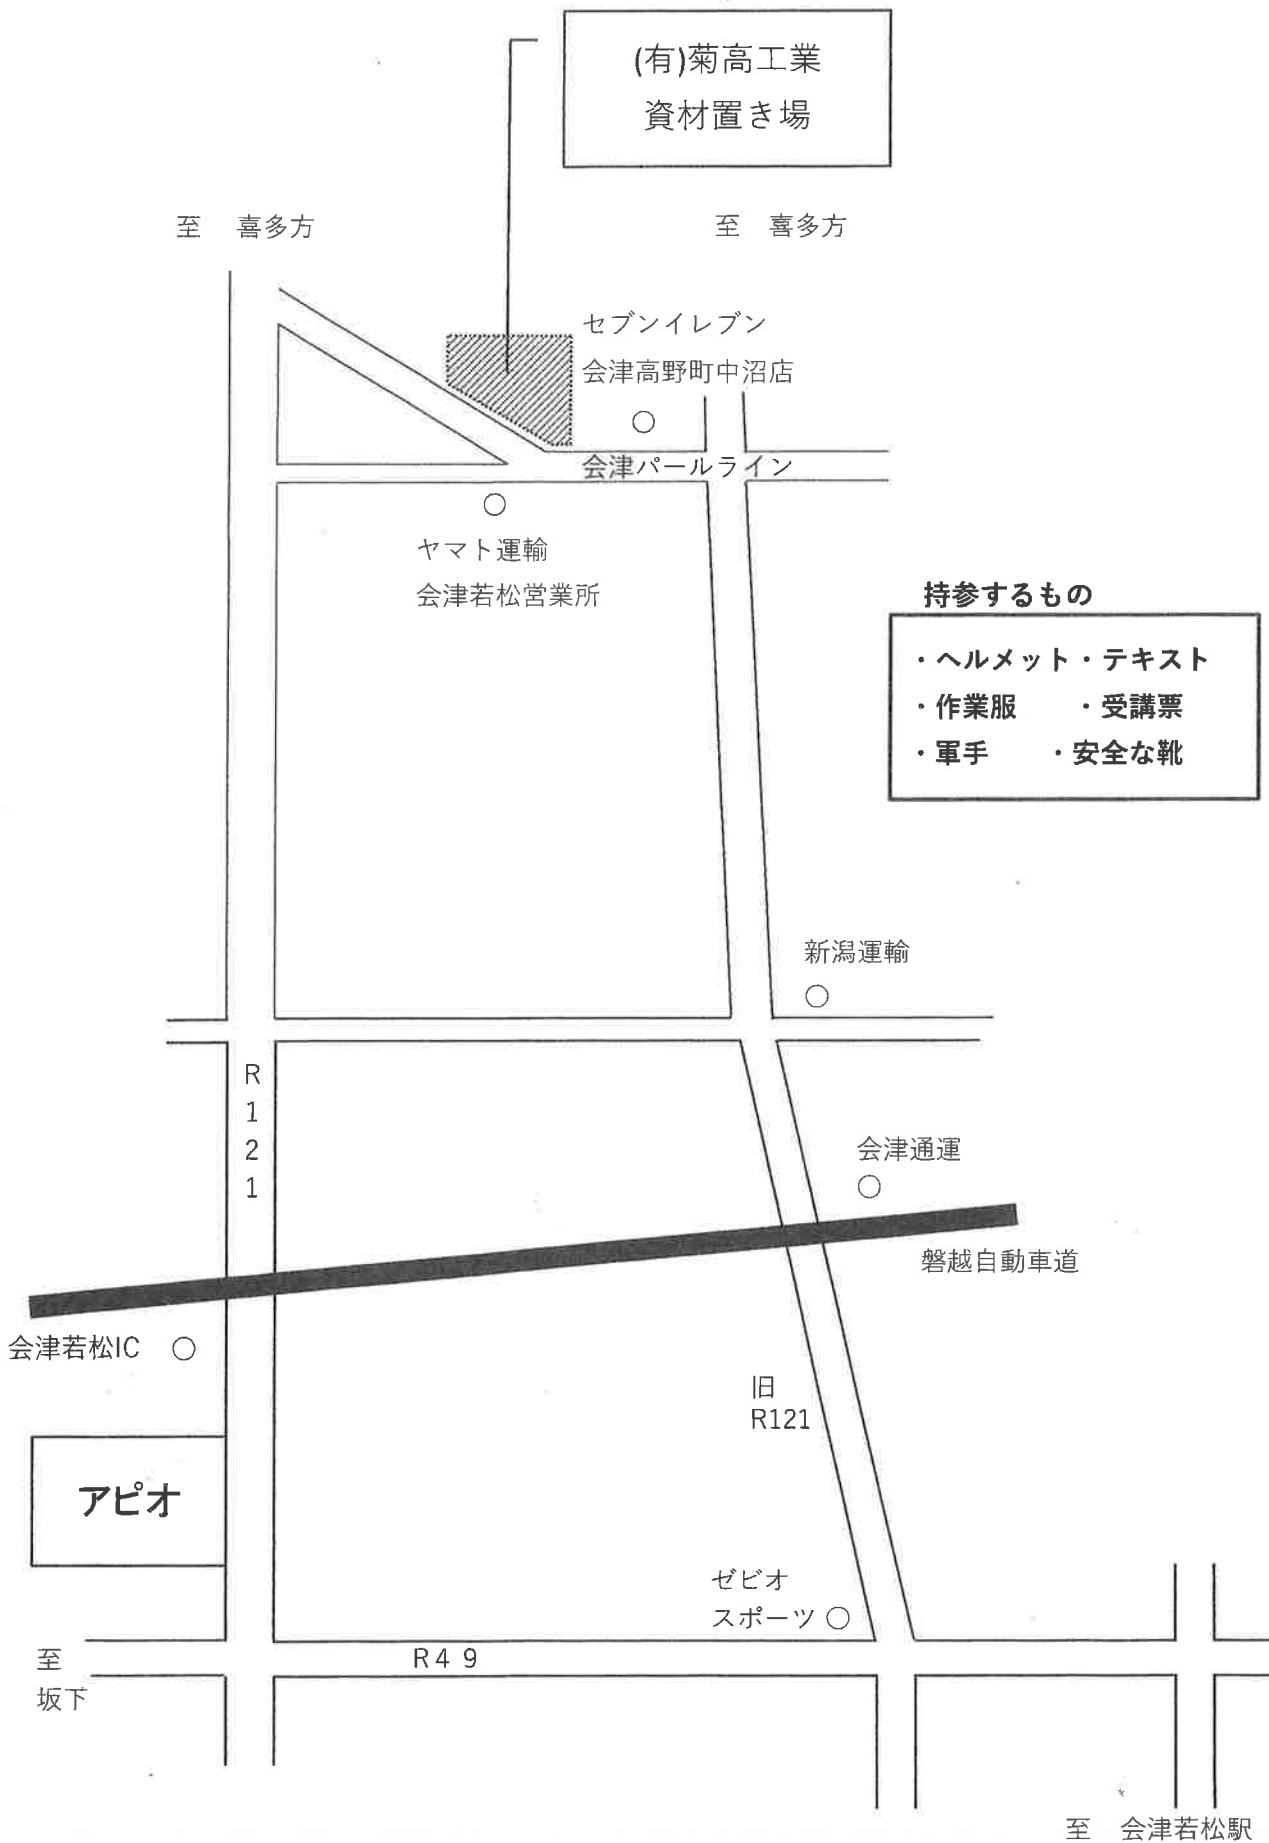 (有)菊高工業
資材置き場
至　喜多方
至　喜多方
セブンイレブン
会津高野町中沼店
会津パールライン
ヤマト運輸
会津若松営業所
持参するもの
・ヘルメット・テキスト
・作業服　　・受講票
・軍手　　・安全な靴
新潟運輸
R
1
2
1
会津通運
磐越自動車道
会津若松IC
旧
R121
アピオ
ゼビオ
スポーツ
R49
至
坂下
至　会津若松駅